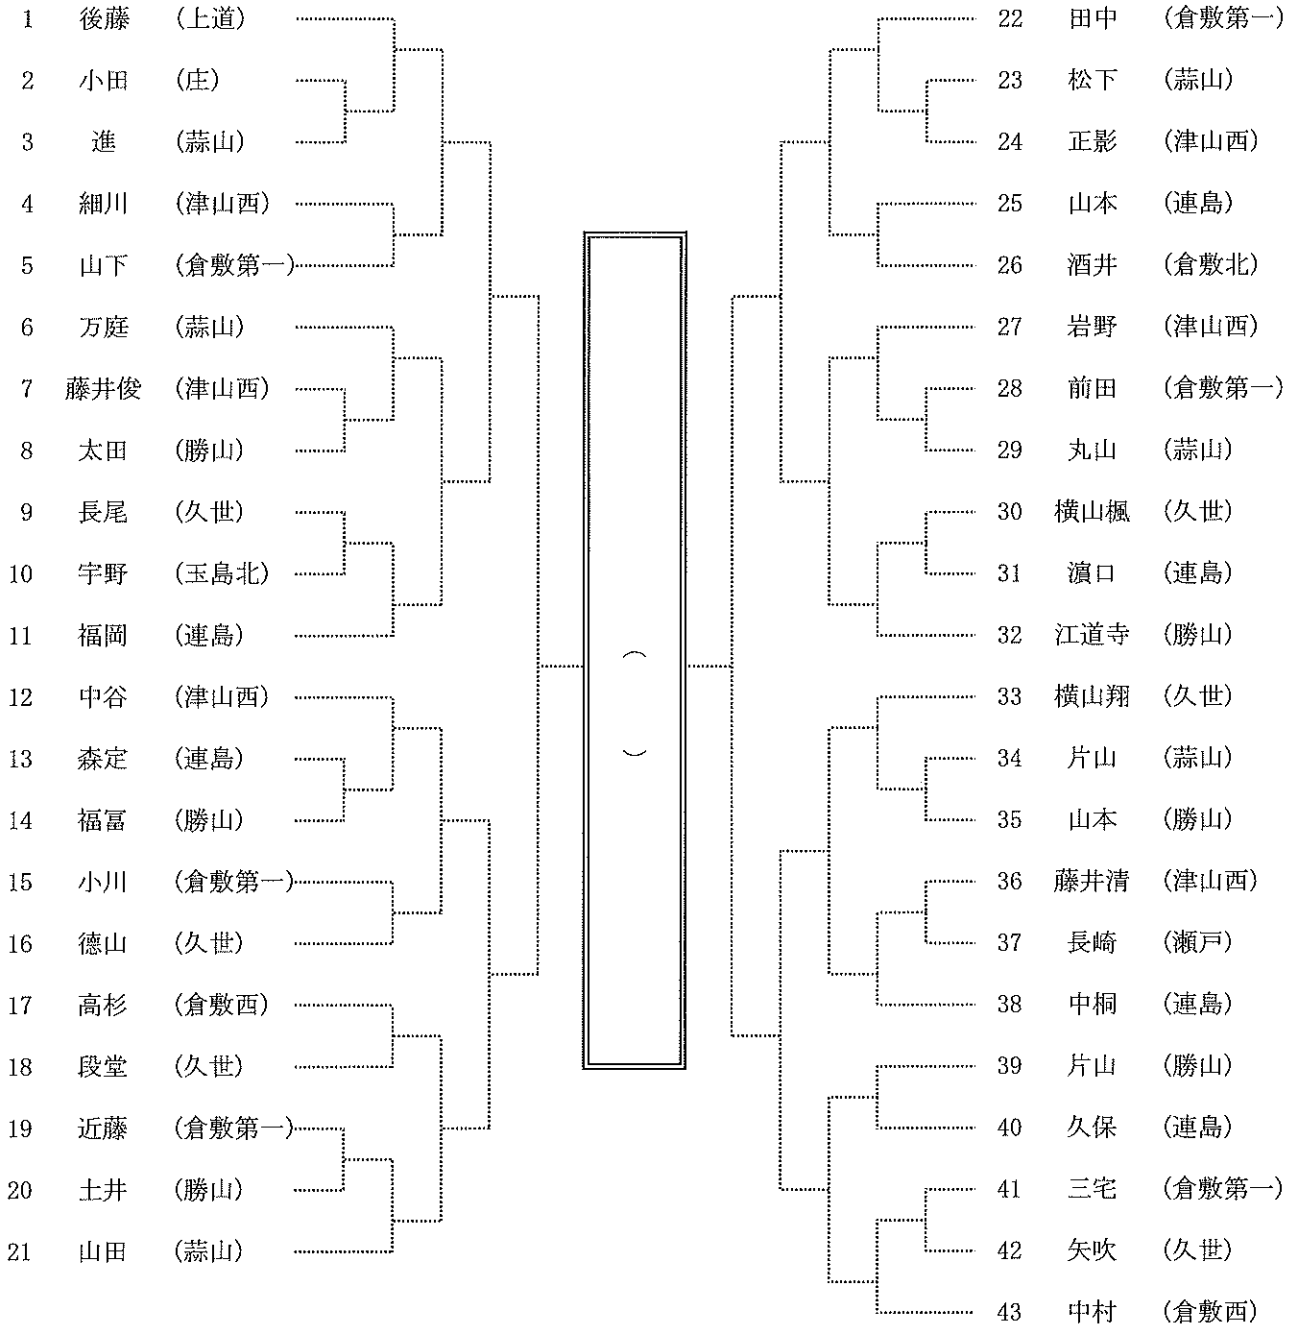 1 後藤 (上道)
2 小田 (庄)
3 進 (蒜山)
4 細川 (津山西)
5 山下 (倉敷第一)
6 万庭 (蒜山)
7 藤井俊 (津山西)
8 太田 (勝山)
9 長尾 (久世)
10 宇野 (玉島北)
11 福岡 (連島)
12 中谷 (津山西)
13 森定 (連島)
14 福冨 (勝山)
15 小川 (倉敷第一)
16 徳山 (久世)
17 高杉 (倉敷西)
18 段堂 (久世)
19 近藤 (倉敷第一)
20 土井 (勝山)
21 山田 (蒜山)
(
)
22 田中 (倉敷第一)
23 松下 (蒜山)
24 正影 (津山西)
25 山本 (連島)
26 酒井 (倉敷北)
27 岩野 (津山西)
28 前田 (倉敷第一)
29 丸山 (蒜山)
30 横山楓 (久世)
31 濵口 (連島)
32 江道寺 (勝山)
33 横山翔 (久世)
34 片山 (蒜山)
35 山本 (勝山)
36 藤井清 (津山西)
37 長崎 (瀬戸)
38 中桐 (連島)
39 片山 (勝山)
40 久保 (連島)
41 三宅 (倉敷第一)
42 矢吹 (久世)
43 中村 (倉敷西)